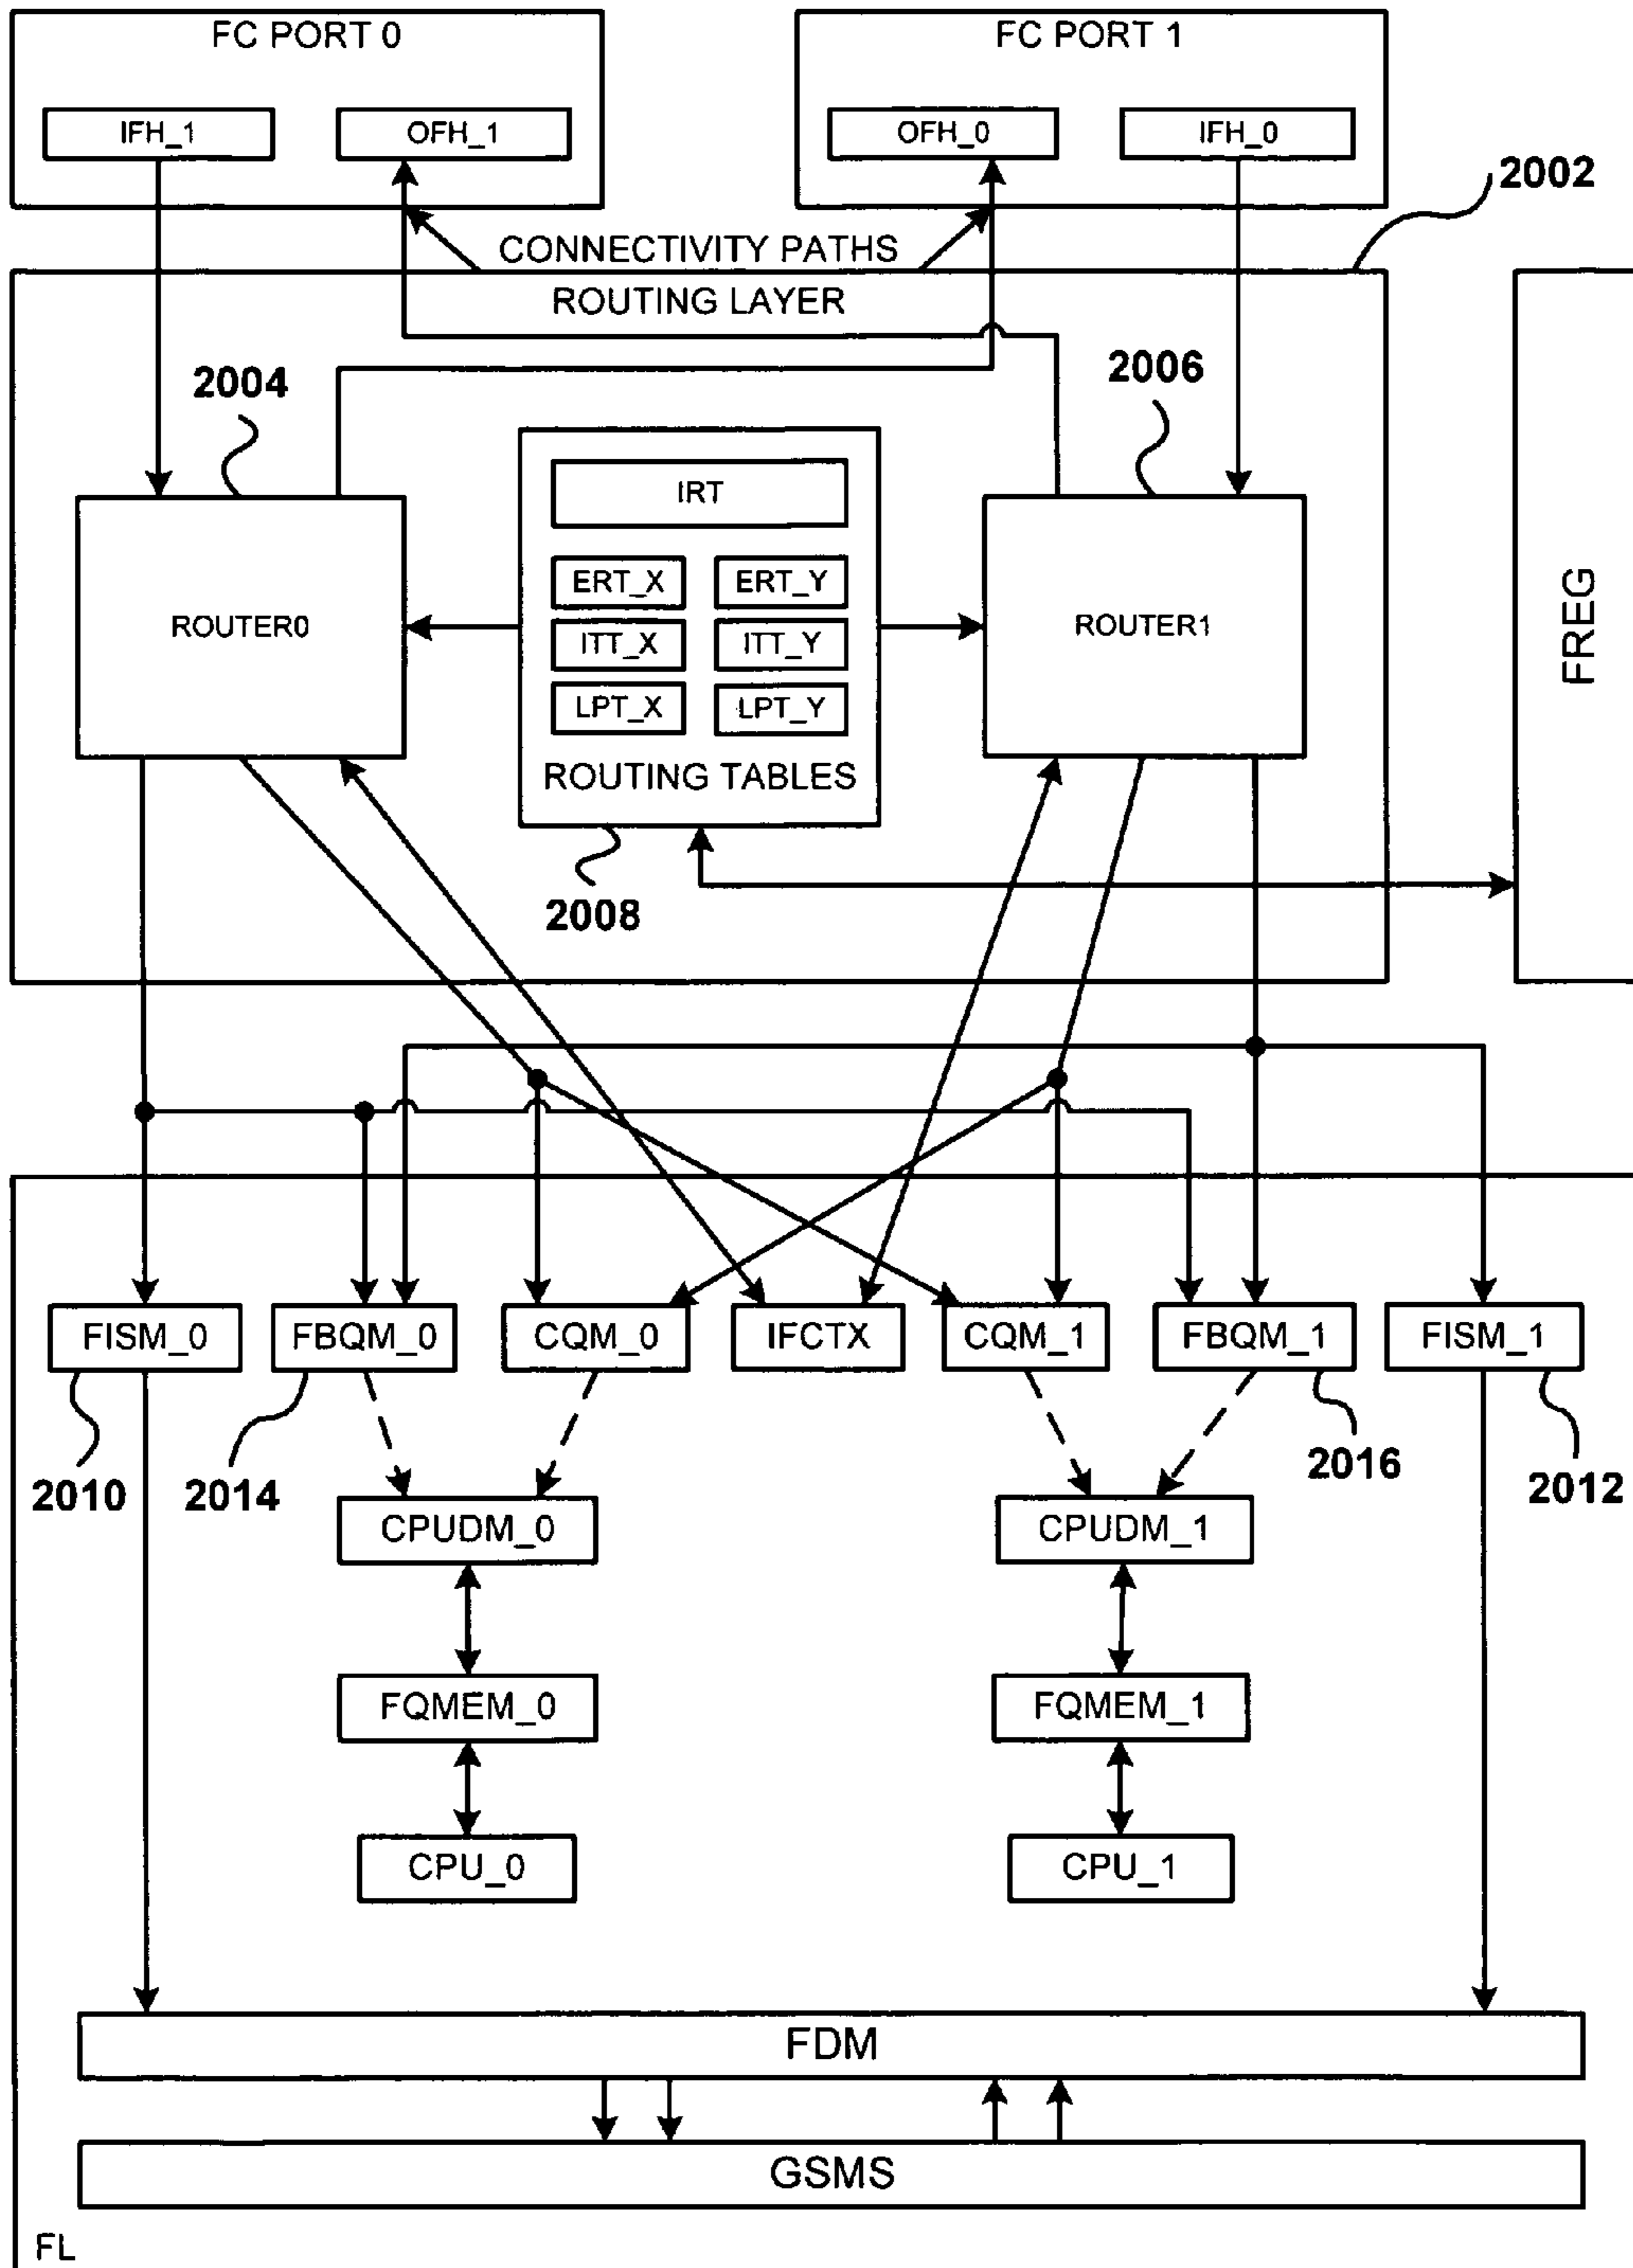 FC PORT 0
FC PORT 1
IFH_1
OFH_1
OFH_0
IFH_0
2002
CONNECTIVITY PATHS
ROUTING LAYER
2004
2006
IRT
ERT_X
ERT_Y
ROUTER0
ITT_X
ITT_Y
ROUTER1
LPT_X
LPT_Y
ROUTING TABLES
FREG
2008
FISM_0
FBQM_0
CQM_0
IFCTX
CQM_1
FBQM_1
FISM_1
2010
2014
2016
2012
CPUDM_0
CPUDM_1
FQMEM_0
FQMEM_1
CPU_0
CPU_1
FDM
GSMS
FL